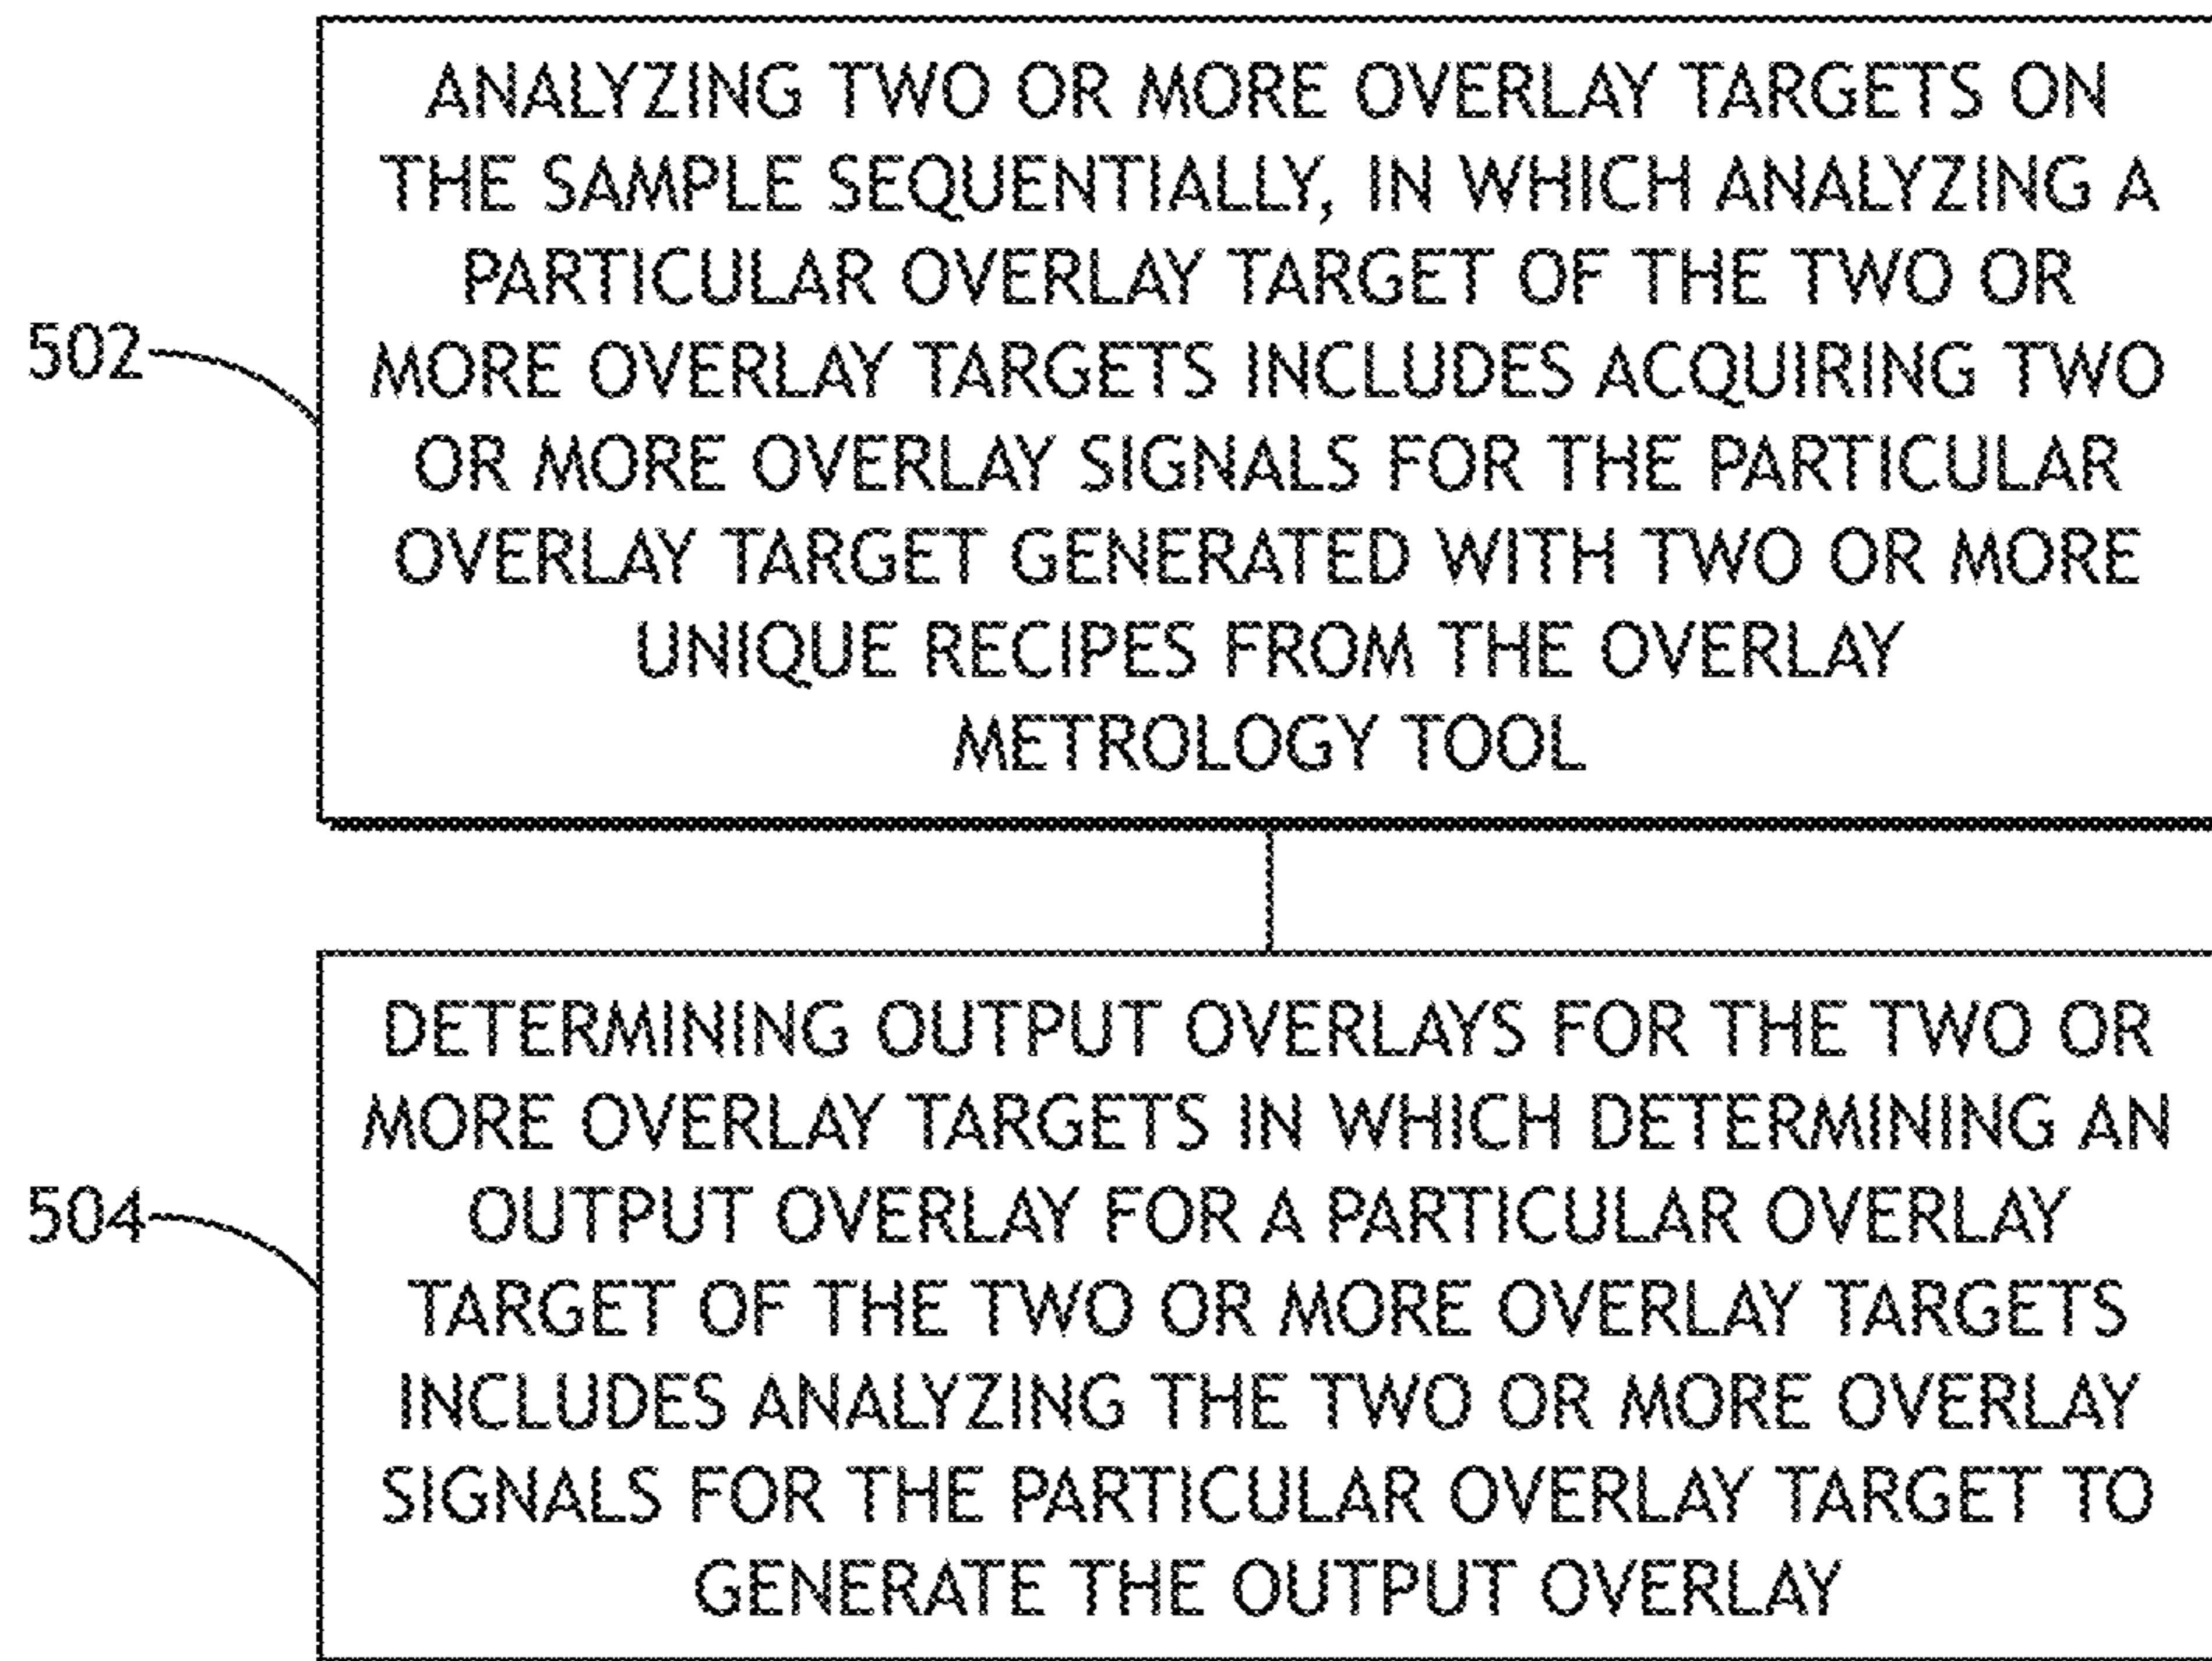 ANALYZING TWO OR MORE OVERLAY TARGETS ON
THE SAMPLE SEQUENTIALLY, IN WHICH ANALYZING A
PARTICULAR OVERLAY TARGET OF THE TWO OR
502
MORE OVERLAY TARGETS INCLUDES ACQUIRING TWO
OR MORE OVERLAY SIGNALS FOR THE PARTICULAR
OVERLAY TARGET GENERATED WITH TWO OR MORE
UNIQUE RECIPES FROM THE OVERLAY
METROLOGY TOOL
DETERMINING OUTPUT OVERLAYS FOR THE TWO OR
MORE OVERLAY TARGETS IN WHICH DETERMINING AN
504
OUTPUT OVERLAY FOR A PARTICULAR OVERLAY
TARGET OF THE TWO OR MORE OVERLAY TARGETS
INCLUDES ANALYZING THE TWO OR MORE OVERLAY
SIGNALS FOR THE PARTICULAR OVERLAY TARGET TO
GENERATE THE OUTPUT OVERLAY